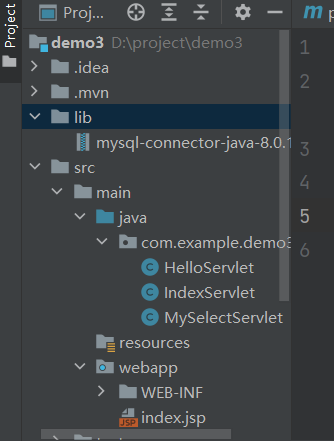 Project
Proj...
demo3 D:\project\demo3
.idea
.mvn
lib
mysql-connector-java-8.0.1
src
main
java
com.example.demo3
HelloServlet
IndexServlet
MySelectServlet
resources
webapp
WEB-INF
JSP index.jsp
m
1
2
3
4
5
6